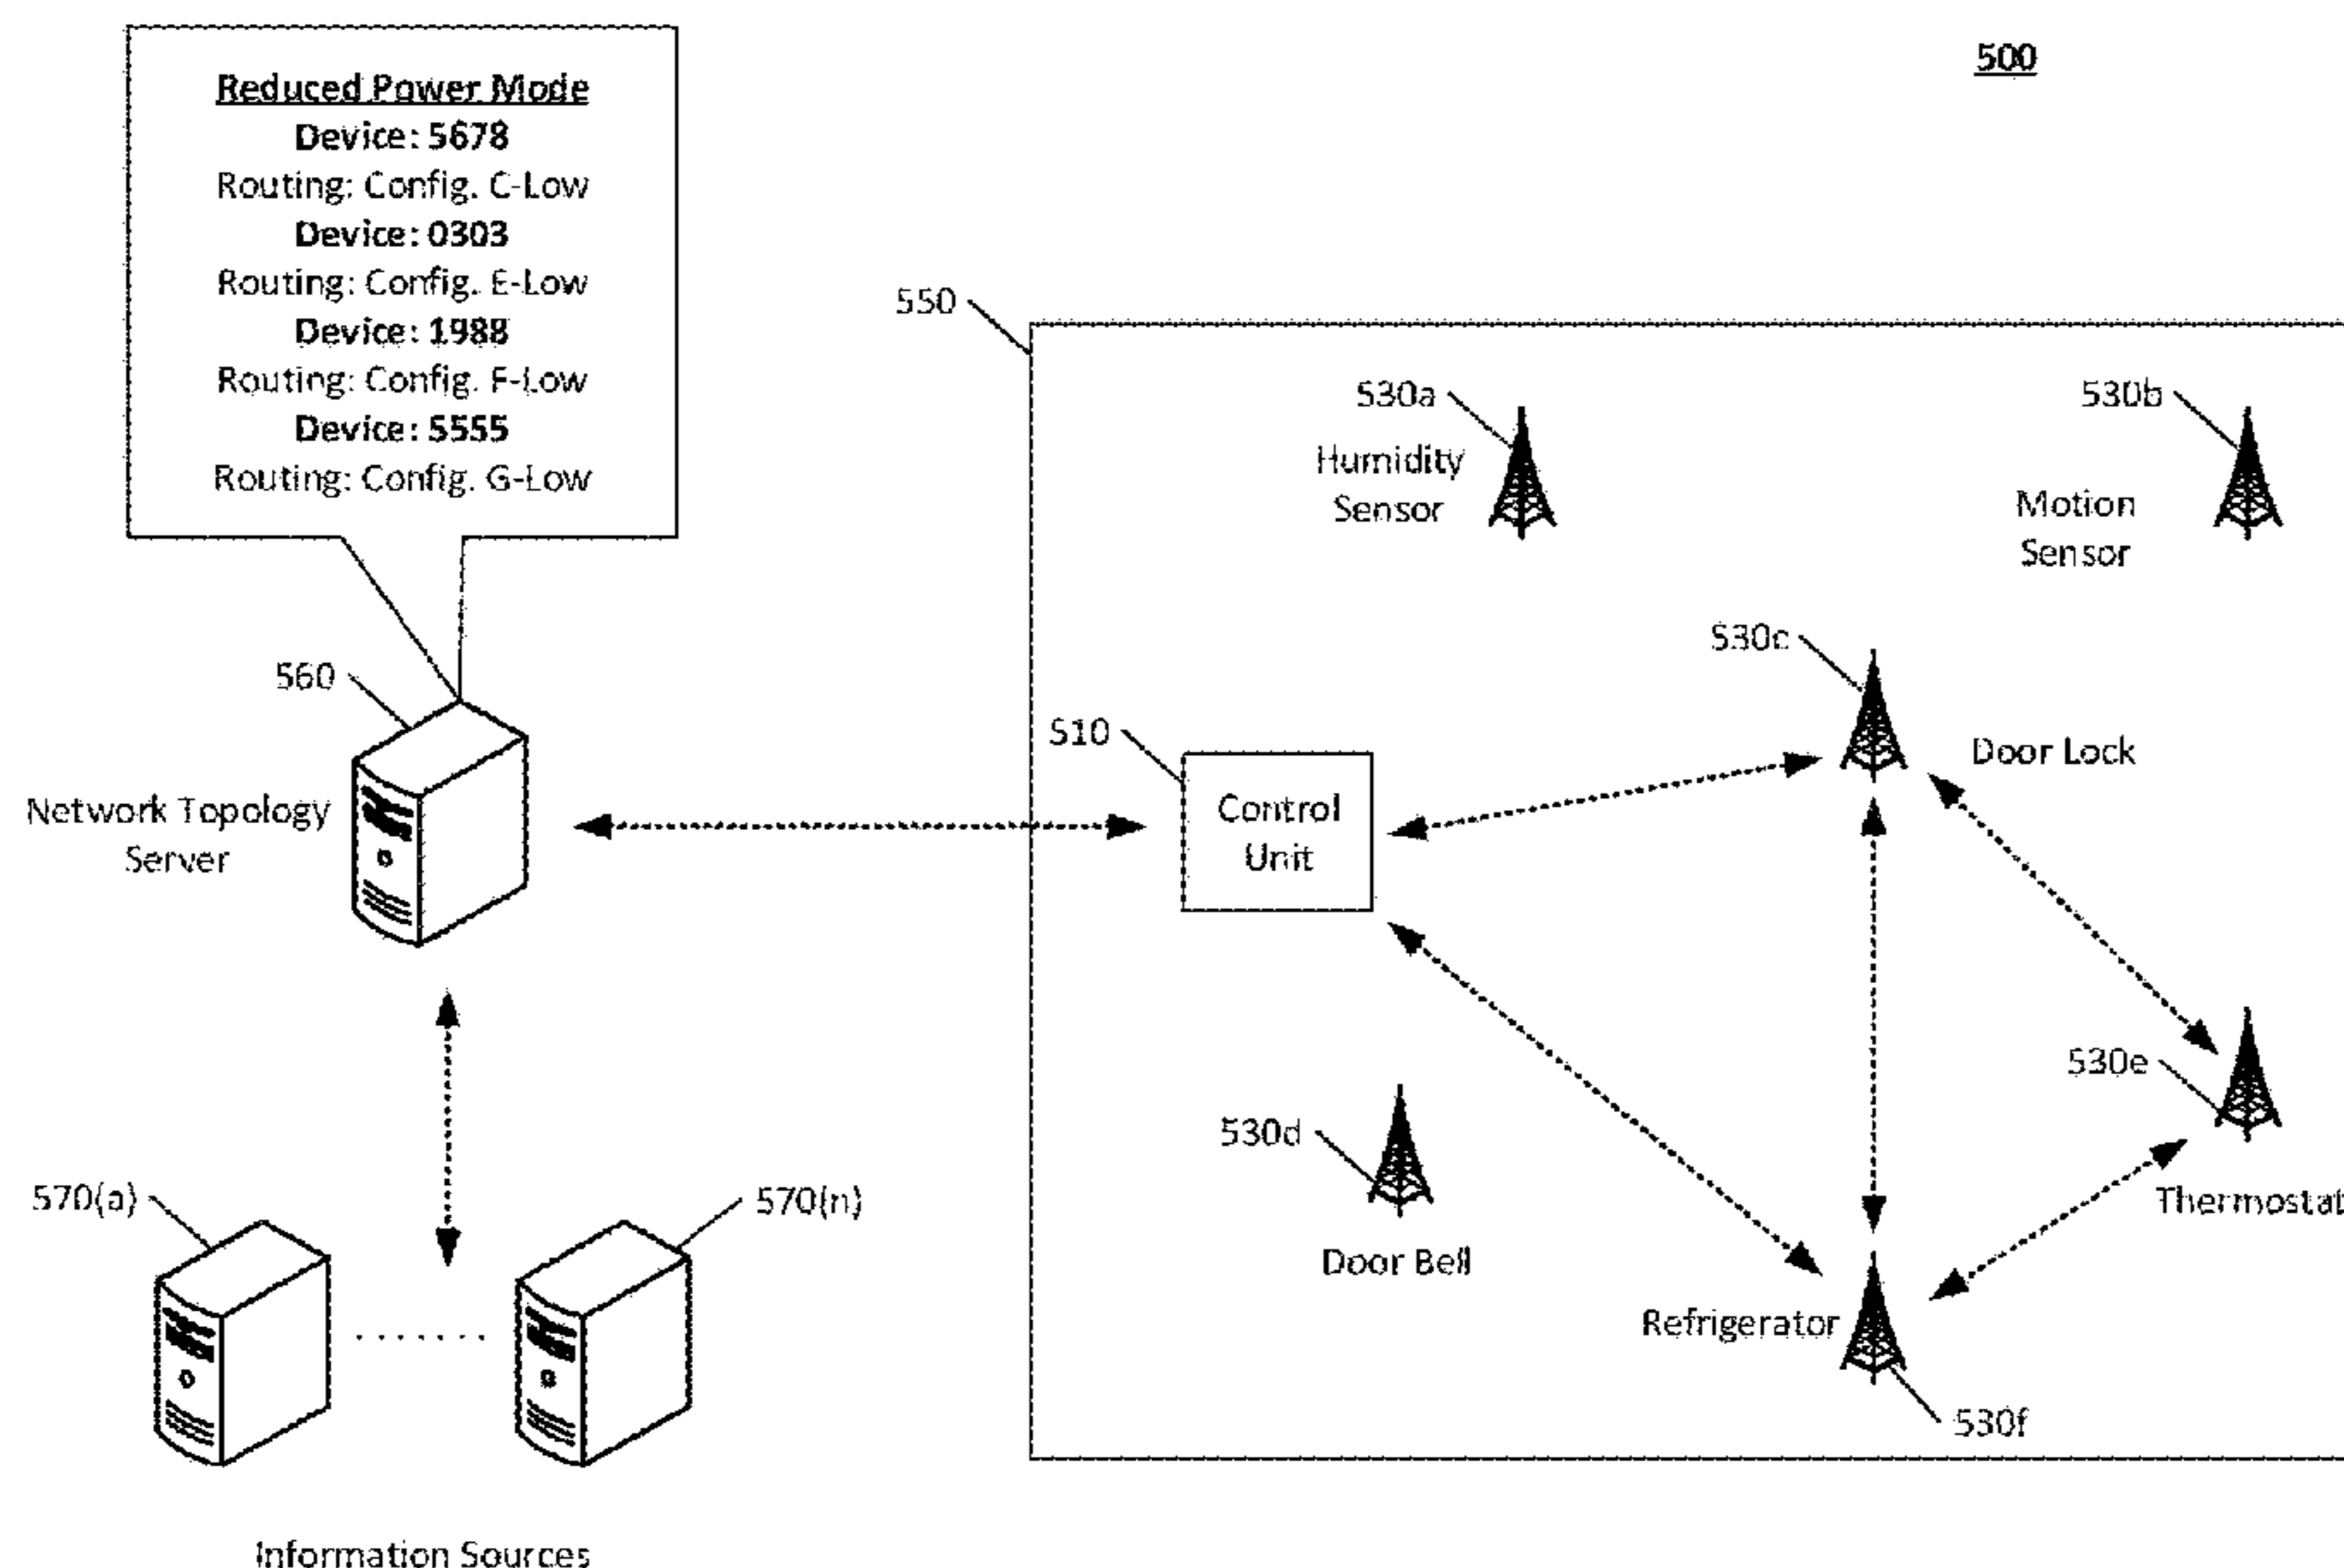 500
Reduced Power Mode
Device: 5678
Routing: Config. C-Low
Device: 0303
Routing: Config. E-Low
Device: 1988
Routing: Config. F-Low
Device: 5555
Routing: Config. G-Low
550
530a
Humidity
Sensor
530b
Motion
Sensor
530c
Door Lock
560
Network Topology
Server
510
Control
Unit
530e
Thermostat
530d
Door Bell
570(a)
570(n)
Refrigerator
530f
Information Sources